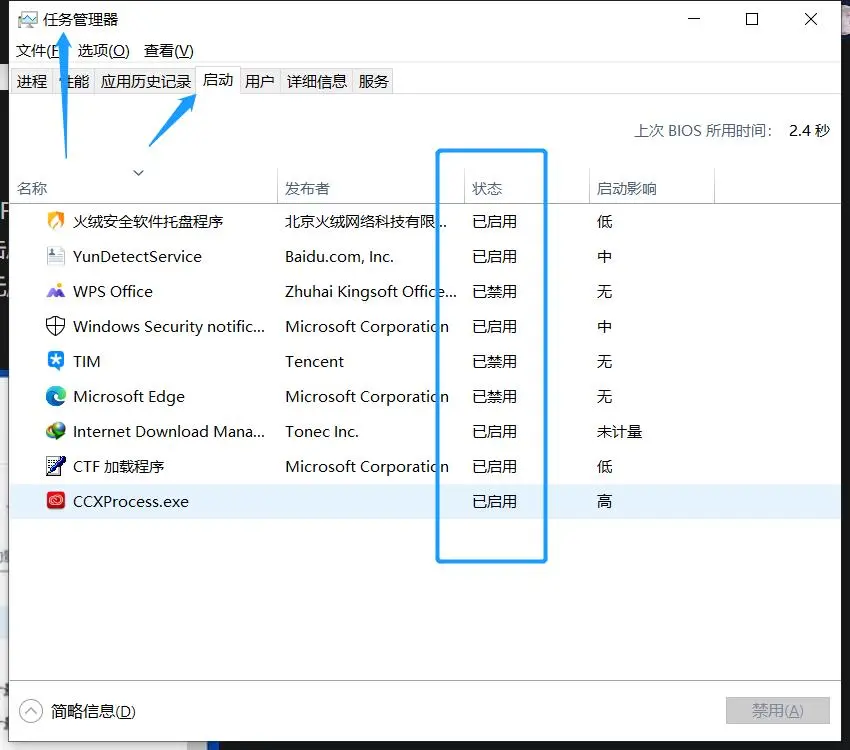 任务管理器
文件(F 选项(O) 查看(V)
进程 性能 应用历史记录 启动 用户 详细信息 服务
上次 BIOS 所用时间: 2.4 秒
名称 发布者 状态 启动影响
火绒安全软件托盘程序 北京火绒网络科技有限... 已启用 低
YunDetectService Baidu.com, Inc. 已启用 中
WPS Office Zhuhai Kingsoft Office... 已禁用 无
Windows Security notific... Microsoft Corporation 已启用 中
TIM Tencent 已禁用 无
Microsoft Edge Microsoft Corporation 已禁用 无
Internet Download Mana... Tonec Inc. 已启用 未计量
CTF 加载程序 Microsoft Corporation 已启用 低
CCXProcess.exe 已启用 高
简略信息(D) 禁用(A)